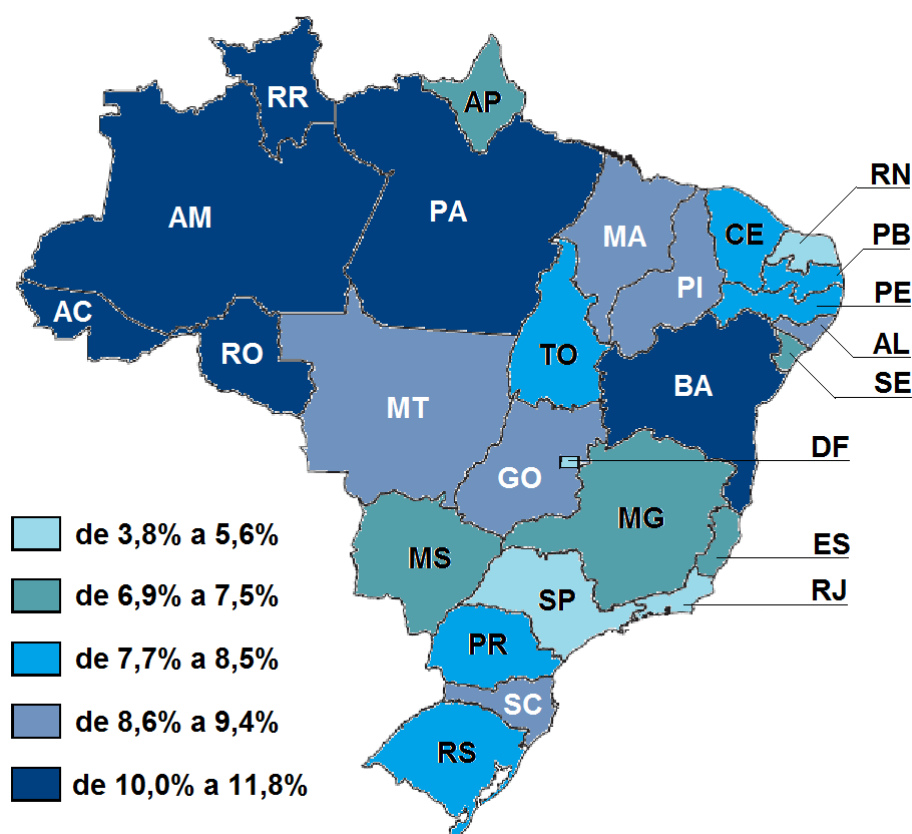 RR
AP
RN
AM
PA
MA
CE
PB
PI
PE
AC
RO
TO
AL
BA
SE
MT
DF
GO
MG
de 3,8% a 5,6%
MS
ES
SP
RJ
de 6,9% a 7,5%
PR
de 7,7% a 8,5%
SC
de 8,6% a 9,4%
RS
de 10,0% a 11,8%